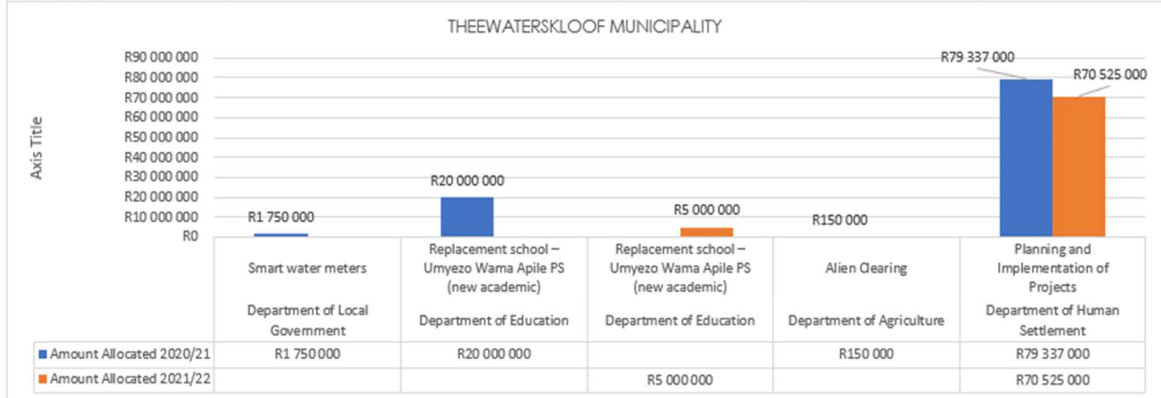 THEEWATERSKLOOF MUNICIPALITY
Axis Title
R90 000 000
R80 000 000
R70 000 000
R60 000 000
R50 000 000
R40 000 000
R30 000 000
R20 000 000
R10 000 000
R0
R1 750 000
R20 000 000
R5 000 000
R150 000
R79 337 000
R70 525 000
Smart water meters
Replacement school –
Umyezo Wama Apile PS
(new academic)
Replacement school –
Umyezo Wama Apile PS
(new academic)
Alien Clearing
Planning and
Implementation of
Projects
Department of Local
Government
Department of Education
Department of Education
Department of Agriculture
Department of Human
Settlement
Amount Allocated 2020/21 R1 750 000 R20 000 000 R150 000 R79 337 000
Amount Allocated 2021/22 R5 000 000 R70 525 000